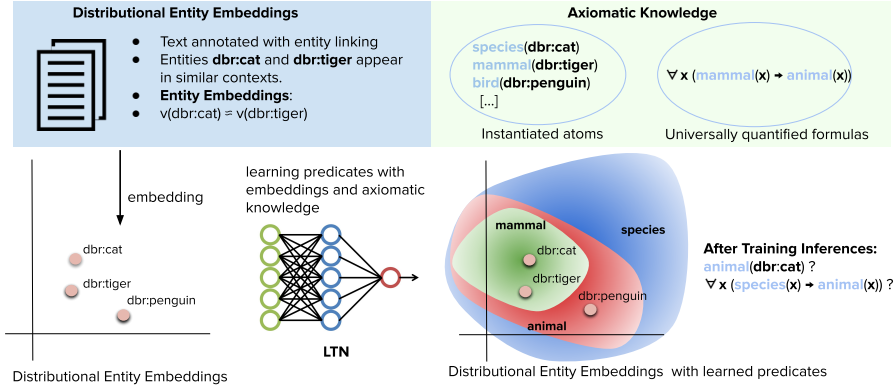 Distributional Entity Embeddings
● Text annotated with entity linking
● Entities dbr:cat and dbr:tiger appear
in similar contexts.
● Entity Embeddings:
● v(dbr:cat) ≂ v(dbr:tiger)
Axiomatic Knowledge
species(dbr:cat)
mammal(dbr:tiger)
bird(dbr:penguin)
[...]
Instantiated atoms
∀ x (mammal(x) → animal(x))
Universally quantified formulas
embedding
dbr:cat
dbr:tiger
dbr:penguin
Distributional Entity Embeddings
learning predicates with
embeddings and axiomatic
knowledge
LTN
species
mammal
dbr:cat
dbr:tiger
dbr:penguin
animal
Distributional Entity Embeddings with learned predicates
After Training Inferences:
animal(dbr:cat) ?
∀ x (species(x) → animal(x)) ?